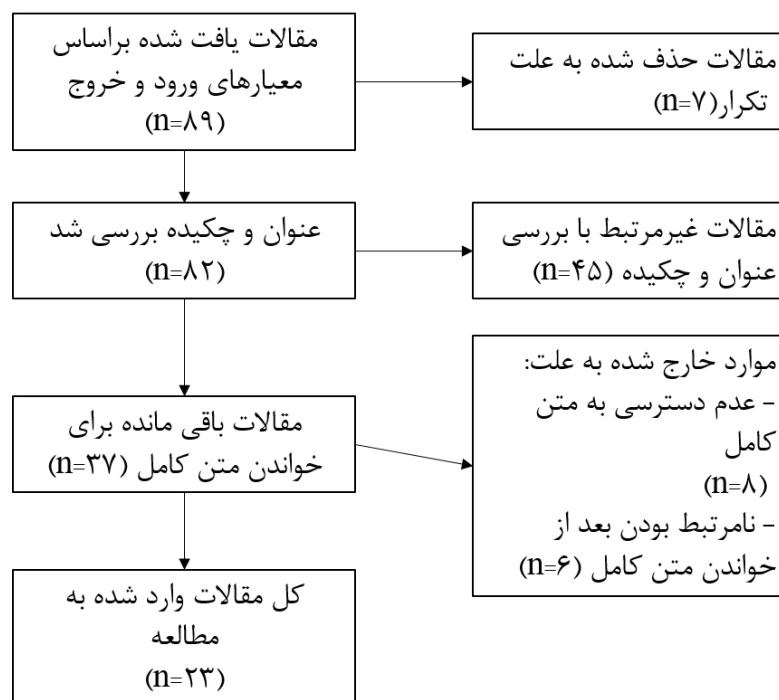 مقالات یافت شده براساس
معیارهای ورود و خروج
(n=۸۹)
مقالات حذف شده به علت
تکرار(n=۷)
عنوان و چکیده بررسی شد
(n=۸۲)
مقالات غیرمرتبط با بررسی
عنوان و چکیده (n=۴۵)
مقالات باقی مانده برای
خواندن متن کامل (n=۳۷)
موارد خارج شده به علت:
- عدم دسترسی به متن
کامل
(n=۸)
- نامرتبط بودن بعد از
خواندن متن کامل (n=۶)
کل مقالات وارد شده به
مطالعه
(n=۲۳)